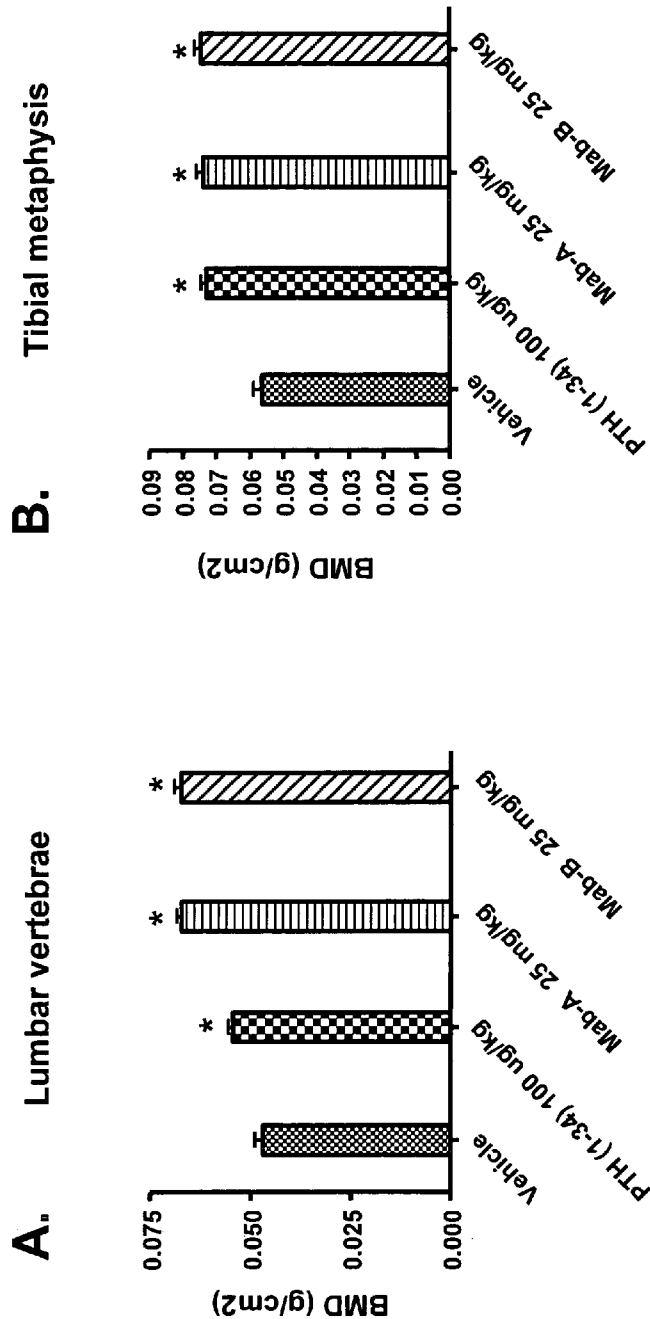 A.
Lumbar vertebrae
BMD (g/cm2)
0.075
0.050
0.025
0.000
*
*
*
Vehicle
PTH (1-34) 100 ug/kg
Mab-A 25 mg/kg
Mab-B 25 mg/kg
B.
Tibial metaphysis
BMD (g/cm2)
0.09
0.08
0.07
0.06
0.05
0.04
0.03
0.02
0.01
0.00
*
*
*
Vehicle
PTH (1-34) 100 ug/kg
Mab-A 25 mg/kg
Mab-B 25 mg/kg